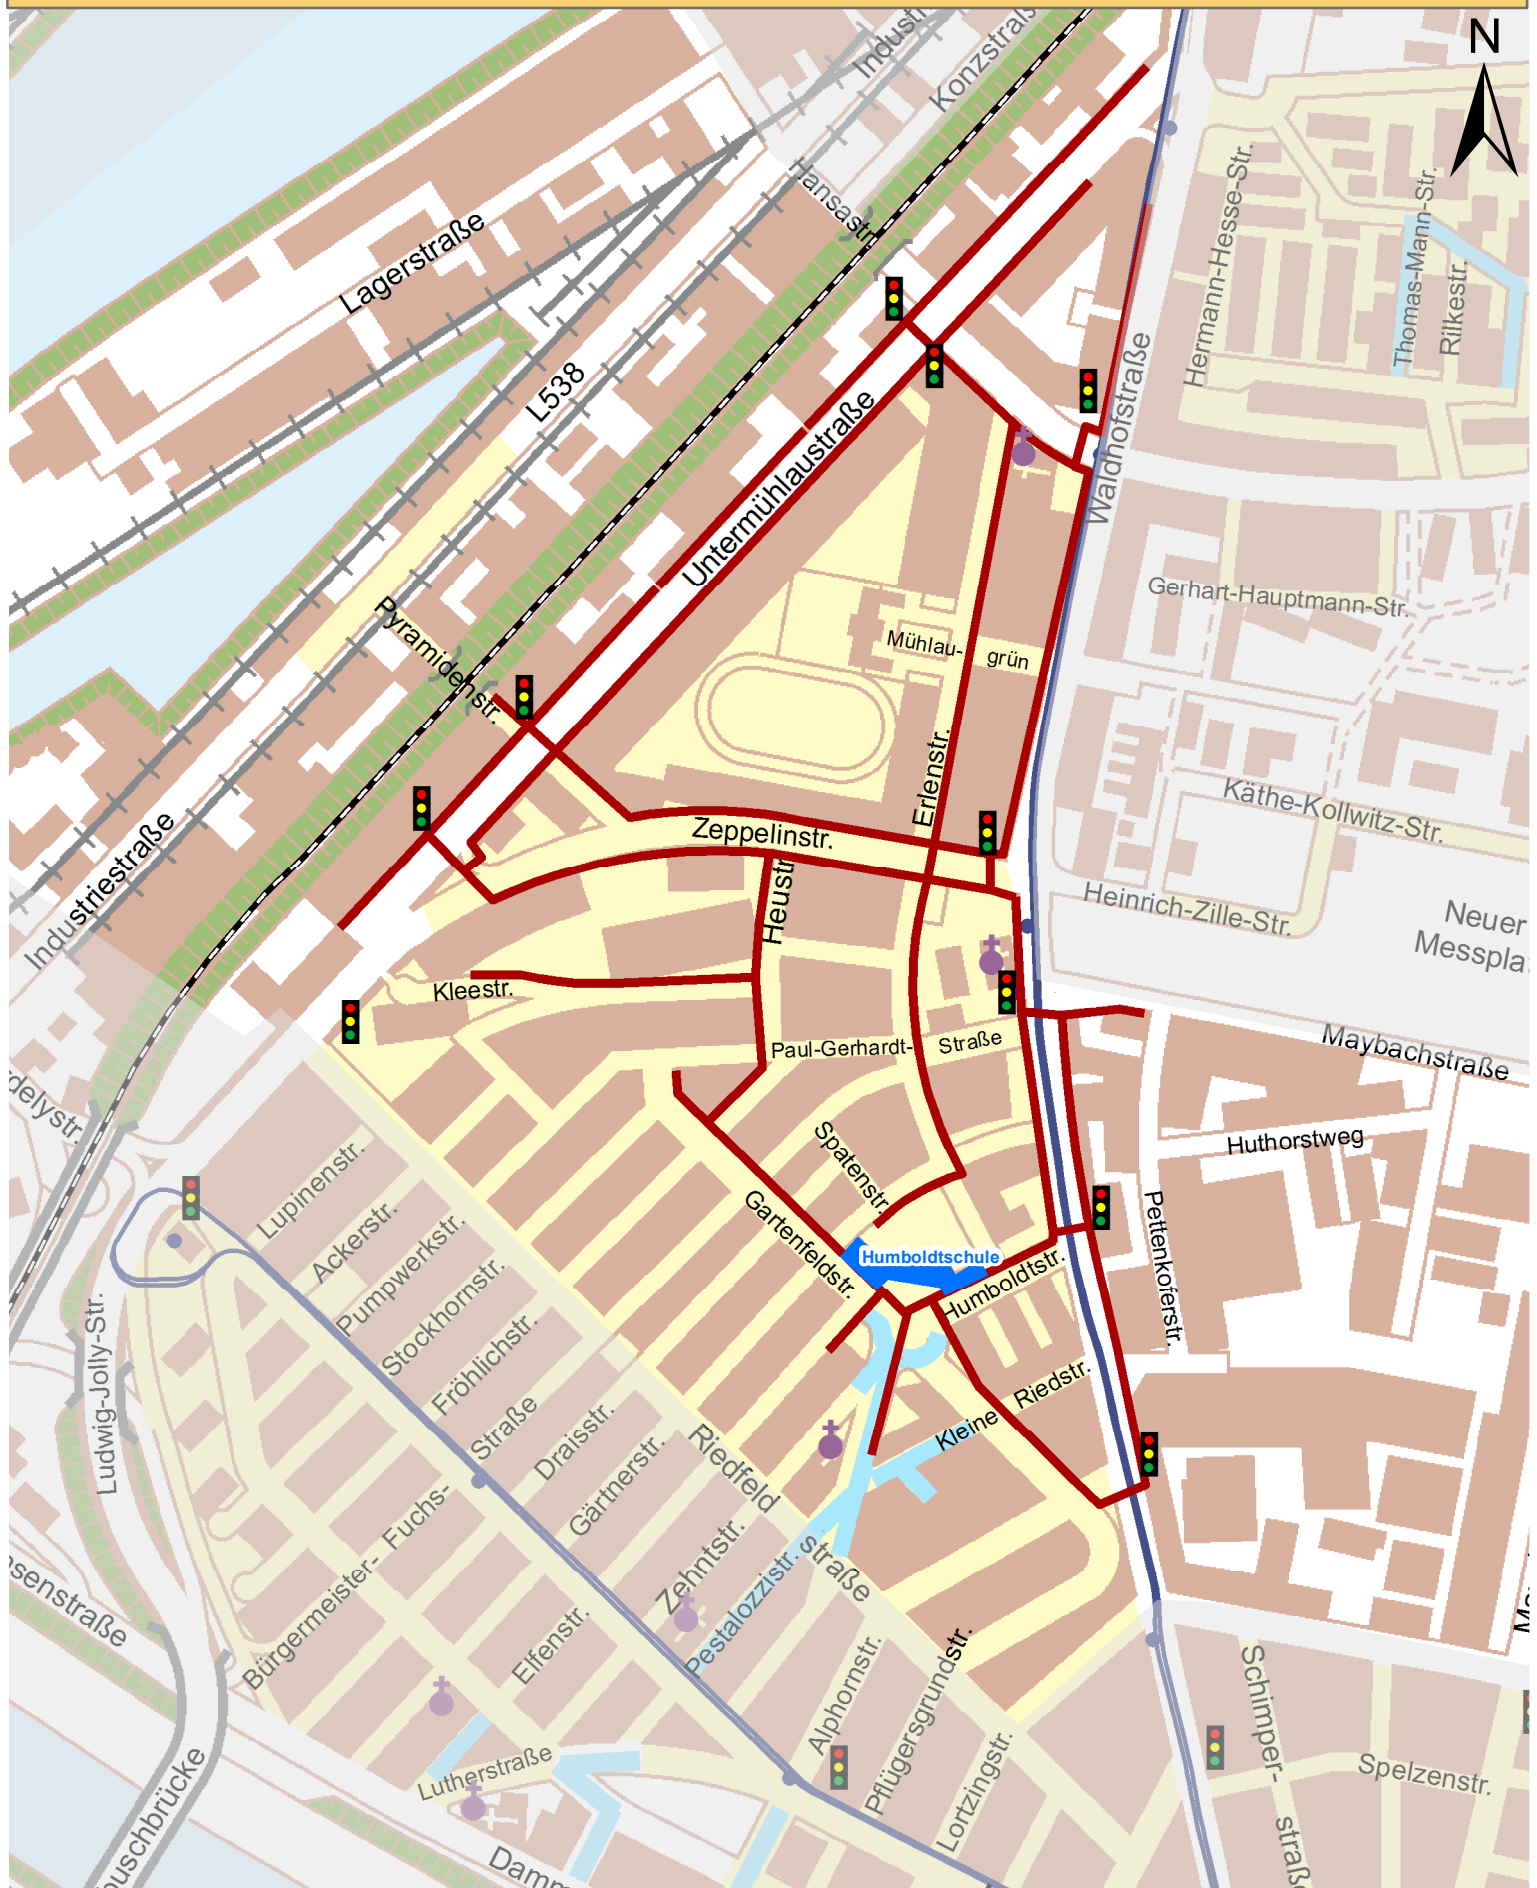 N
Konzstraße
Hansastr.
Lagerstraße
Hermann-Hesse-Str.
Thomas-Mann-Str.
Rilkestr.
L538
Waldhofstraße
Untermühlaustraße
Gerhart-Hauptmann-Str.
Pyramidenstr.
Mühlau-
grün
Erlenstr.
Käthe-Kollwitz-Str.
Zeppelinstr.
Industriestraße
Heustr.
Heinrich-Zille-Str.
Neuer
Kleestr.
Paul-Gerhardt-
Straße
Maybachstraße
Huthorstweg
Spatenstr.
Lupinenstr.
Ackerstr.
Pumpwerkstr.
Stockhornstr.
Fröhlichstr.
Gartenfeldstr.
Humboldtschule
Humboldtstr.
Pettenkoferstr.
Ludwig-Jolly-Str.
Kleine
Riedstr.
Bürgermeister-
Fuchs-
Straße
Draisstr.
Gärtnerstr.
Riedfeld
straße
Zehntstr.
Pestalozzistr.
Elfenstr.
Alphornstr.
Pflügersgrundstr.
Lortzingstr.
Lutherstraße
Schimper-
straße
Spelzenstr.
Damm